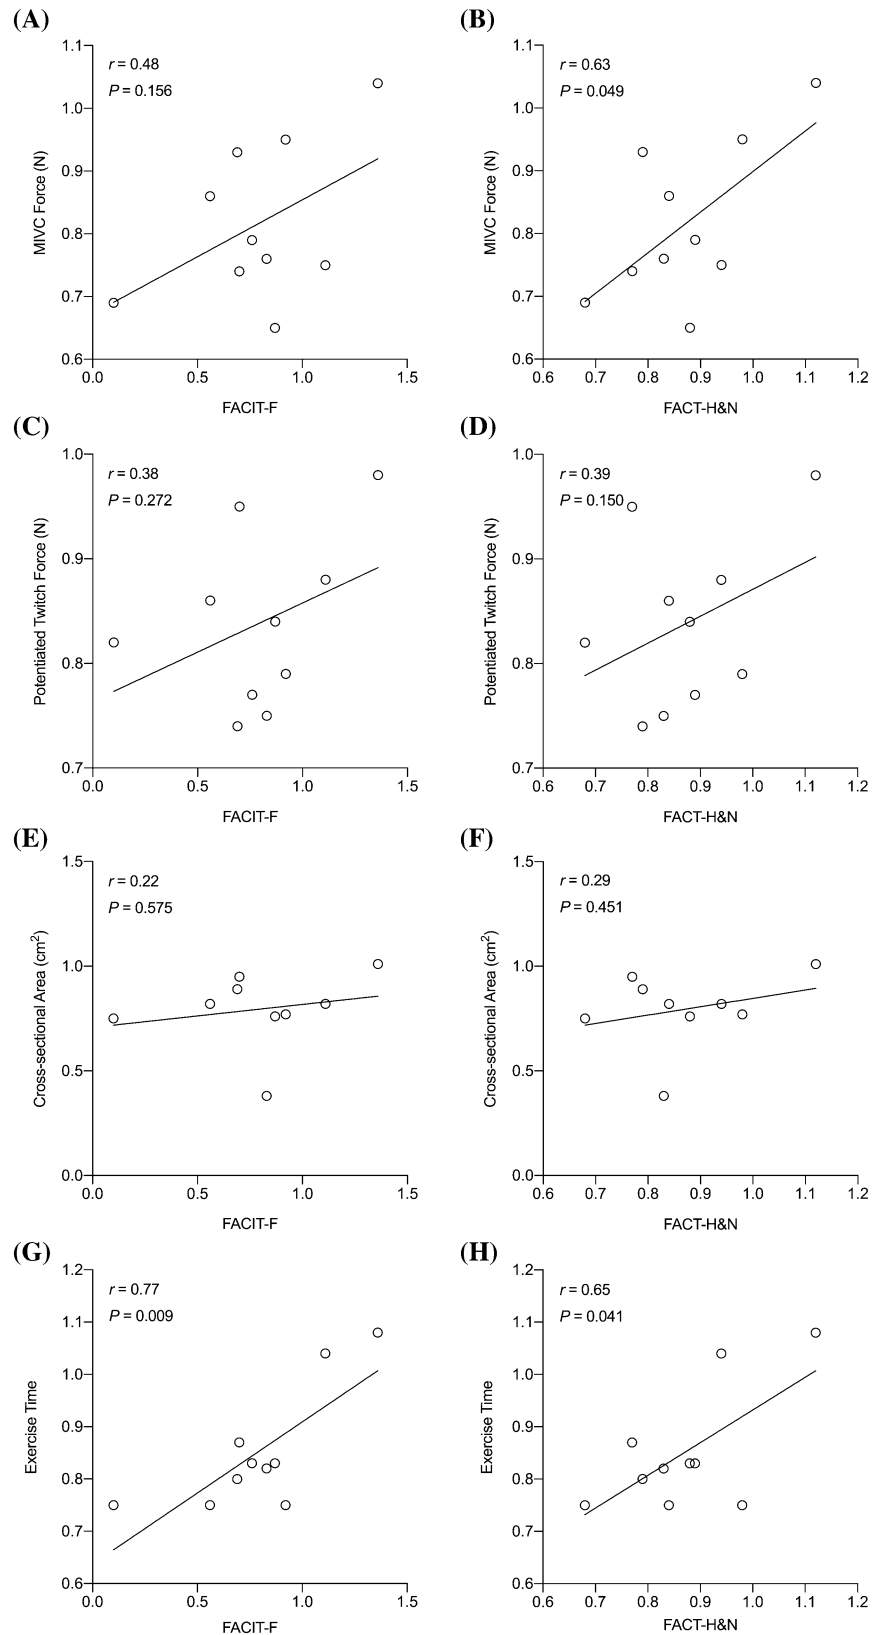 (A)
r = 0.48
P = 0.156
MIVC Force (N)
1.1
1.0
0.9
0.8
0.7
0.6
0.0 0.5 1.0 1.5
FACIT-F
(B)
r = 0.63
P = 0.049
MIVC Force (N)
1.1
1.0
0.9
0.8
0.7
0.6
0.6 0.7 0.8 0.9 1.0 1.1 1.2
FACT-H&N
(C)
r = 0.38
P = 0.272
Potentiated Twitch Force (N)
1.0
0.9
0.8
0.7
0.0 0.5 1.0 1.5
FACIT-F
(D)
r = 0.39
P = 0.150
Potentiated Twitch Force (N)
1.0
0.9
0.8
0.7
0.6 0.7 0.8 0.9 1.0 1.1 1.2
FACT-H&N
(E)
r = 0.22
P = 0.575
Cross-sectional Area (cm²)
1.5
1.0
0.5
0.0
0.0 0.5 1.0 1.5
FACIT-F
(F)
r = 0.29
P = 0.451
Cross-sectional Area (cm²)
1.5
1.0
0.5
0.0
0.6 0.7 0.8 0.9 1.0 1.1 1.2
FACT-H&N
(G)
r = 0.77
P = 0.009
Exercise Time
1.2
1.1
1.0
0.9
0.8
0.7
0.6
0.0 0.5 1.0 1.5
FACIT-F
(H)
r = 0.65
P = 0.041
Exercise Time
1.2
1.1
1.0
0.9
0.8
0.7
0.6
0.6 0.7 0.8 0.9 1.0 1.1 1.2
FACT-H&N